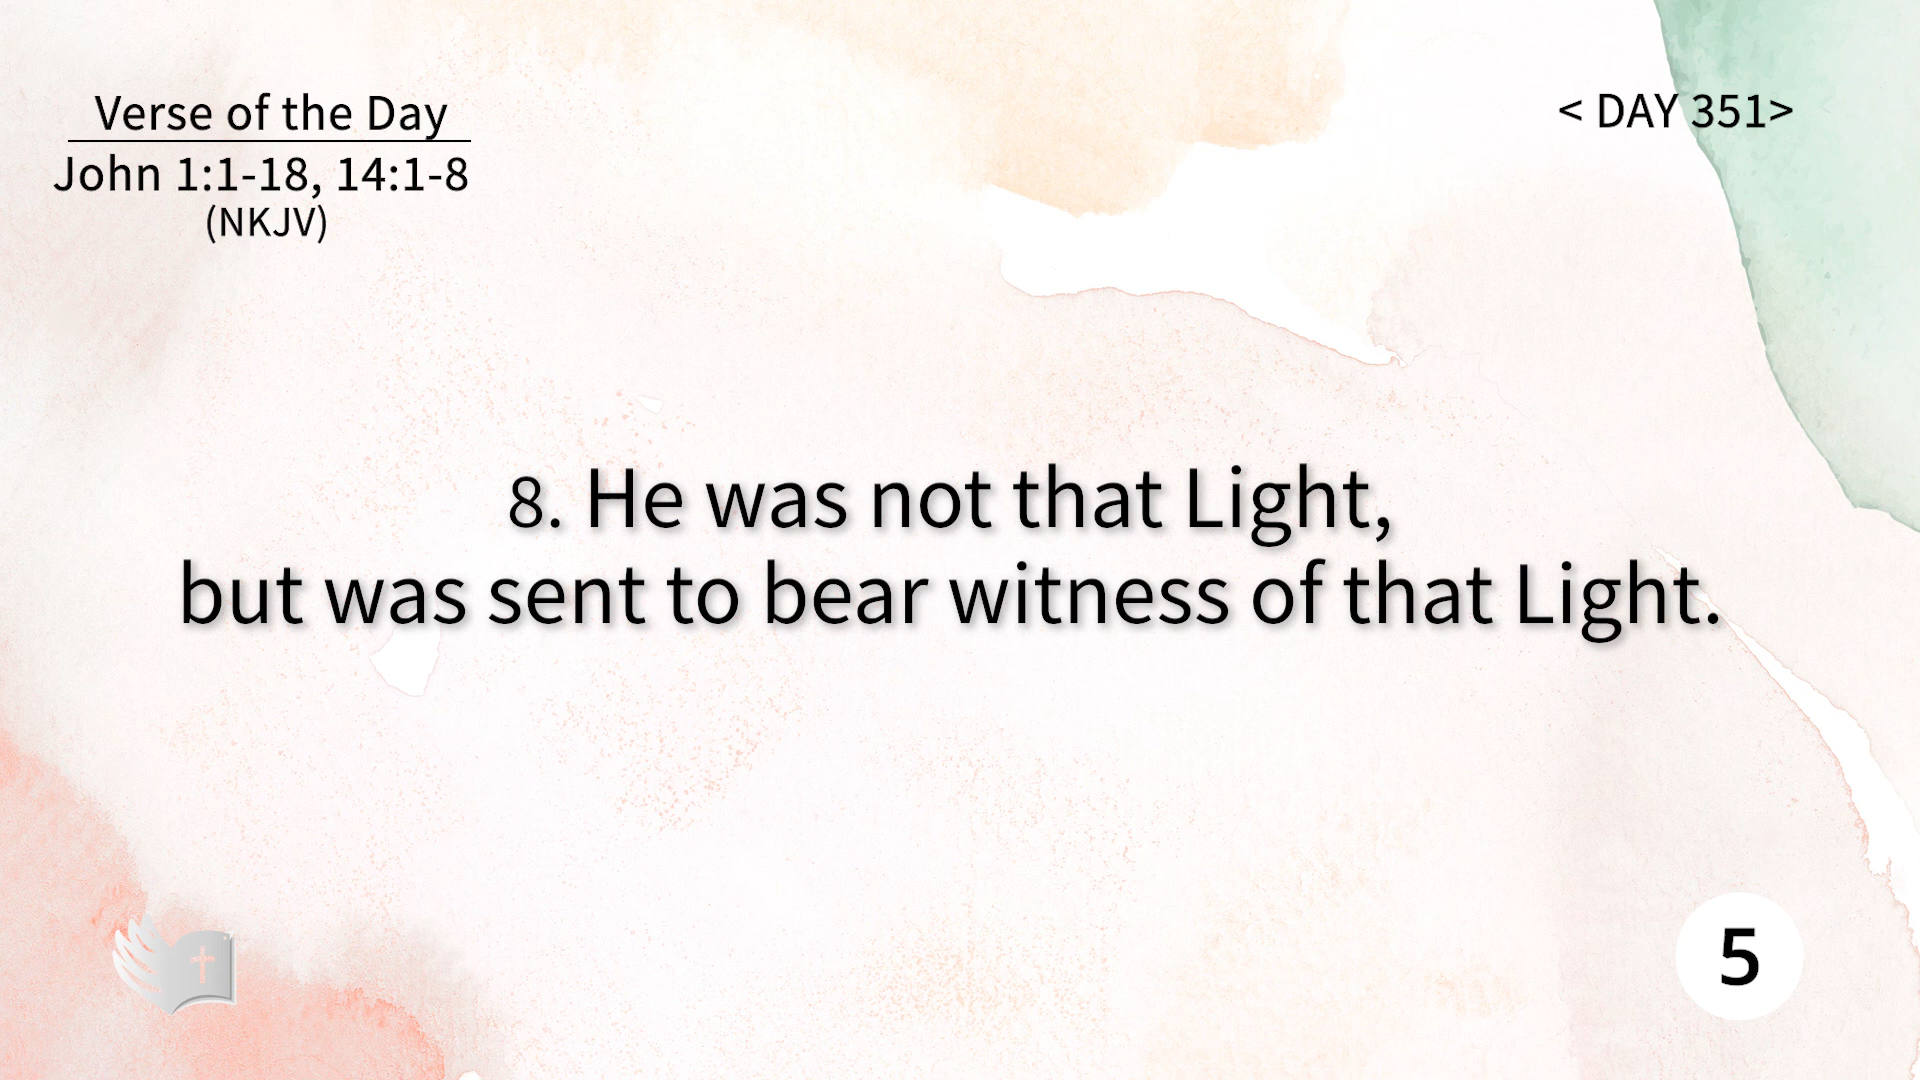 Verse of the Day
John 1:1-18, 14:1-8
(NKJV)
< DAY 351>
8. He was not that Light,
but was sent to bear witness of that Light.
5